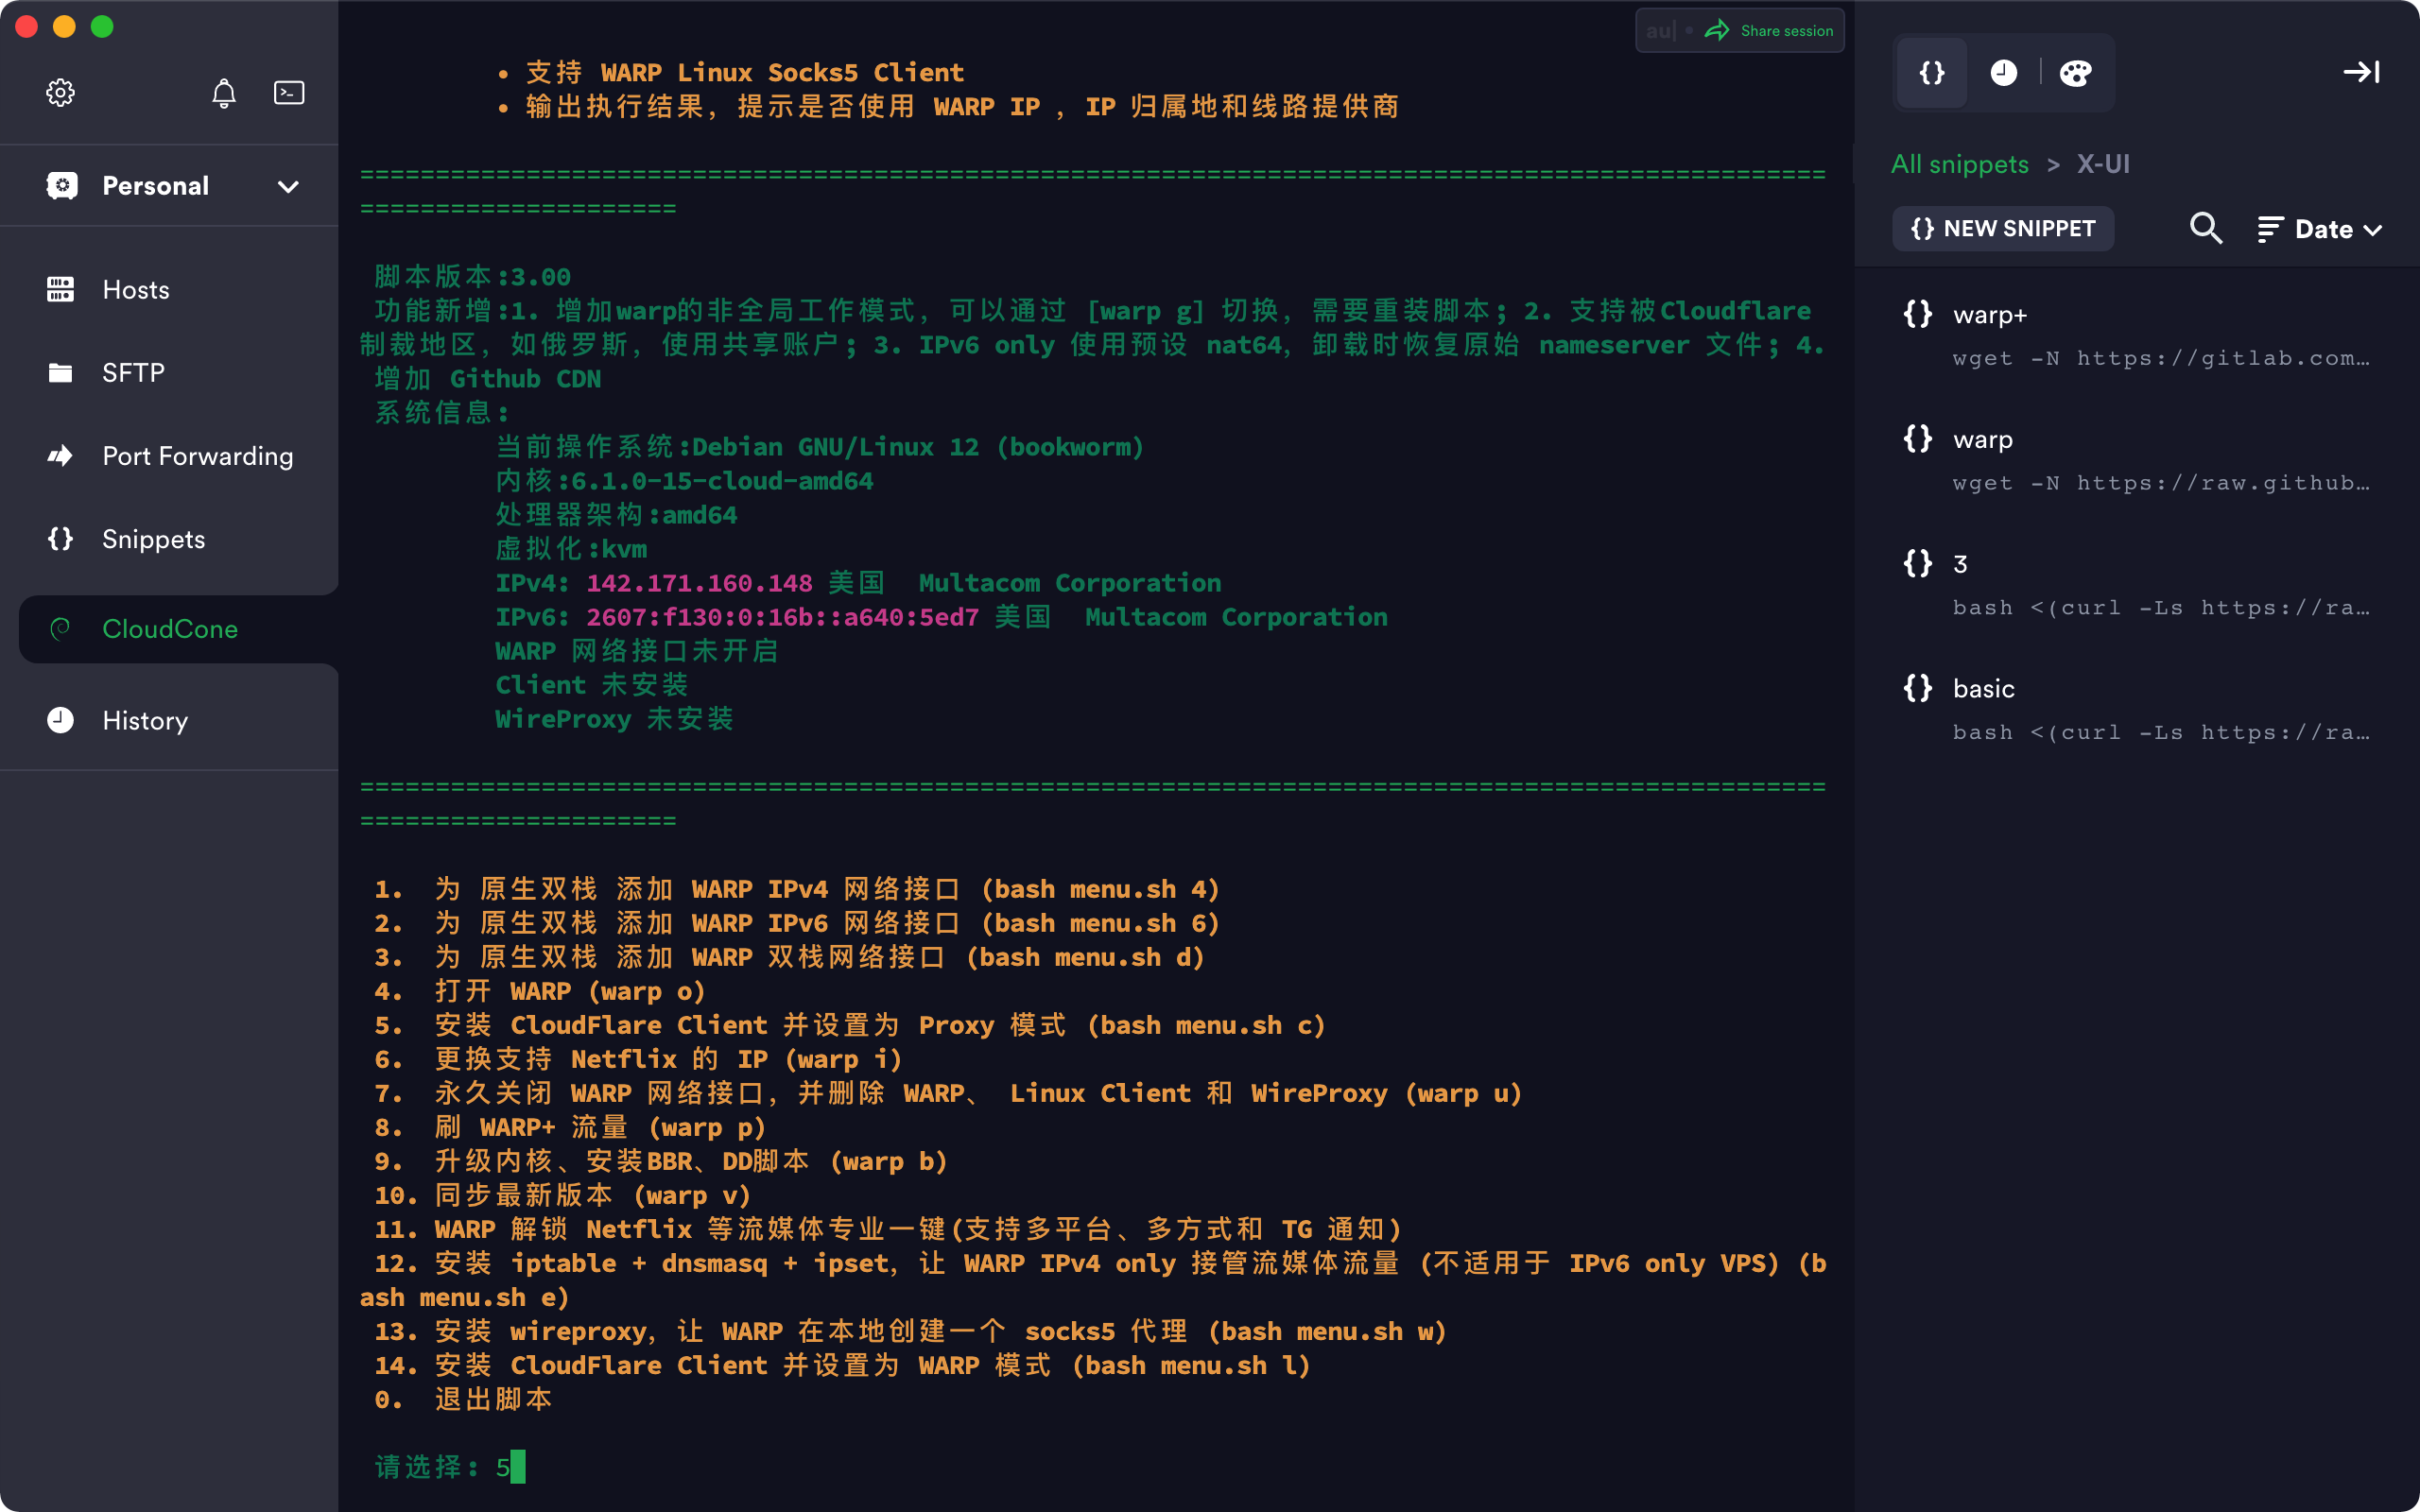 Share session
Personal
Hosts
SFTP
Port Forwarding
Snippets
CloudCone
History
• 支持 WARP Linux Socks5 Client
• 输出执行结果，提示是否使用 WARP IP ，IP 归属地和线路提供商
=================================================================================================
=====================
脚本版本:3.00
功能新增:1. 增加warp的非全局工作模式，可以通过 [warp g] 切换，需要重装脚本；2. 支持被Cloudflare
制裁地区，如俄罗斯，使用共享账户；3. IPv6 only 使用预设 nat64，卸载时恢复原始 nameserver 文件；4.
增加 Github CDN
系统信息:
当前操作系统:Debian GNU/Linux 12 (bookworm)
内核:6.1.0-15-cloud-amd64
处理器架构:amd64
虚拟化:kvm
IPv4: 142.171.160.148 美国  Multacom Corporation
IPv6: 2607:f130:0:16b::a640:5ed7 美国  Multacom Corporation
WARP 网络接口未开启
Client 未安装
WireProxy 未安装
=================================================================================================
=====================
1.  为 原生双栈 添加 WARP IPv4 网络接口 (bash menu.sh 4)
2.  为 原生双栈 添加 WARP IPv6 网络接口 (bash menu.sh 6)
3.  为 原生双栈 添加 WARP 双栈网络接口 (bash menu.sh d)
4.  打开 WARP (warp o)
5.  安装 CloudFlare Client 并设置为 Proxy 模式 (bash menu.sh c)
6.  更换支持 Netflix 的 IP (warp i)
7.  永久关闭 WARP 网络接口，并删除 WARP、 Linux Client 和 WireProxy (warp u)
8.  刷 WARP+ 流量 (warp p)
9.  升级内核、安装BBR、DD脚本 (warp b)
10. 同步最新版本 (warp v)
11. WARP 解锁 Netflix 等流媒体专业一键(支持多平台、多方式和 TG 通知)
12. 安装 iptable + dnsmasq + ipset，让 WARP IPv4 only 接管流媒体流量 (不适用于 IPv6 only VPS) (b
ash menu.sh e)
13. 安装 wireproxy，让 WARP 在本地创建一个 socks5 代理 (bash menu.sh w)
14. 安装 CloudFlare Client 并设置为 WARP 模式 (bash menu.sh l)
0.  退出脚本
请选择: 5
All snippets > X-UI
{} NEW SNIPPET
Date
{} warp+
wget -N https://gitlab.com…
{} warp
wget -N https://raw.github…
{} 3
bash <(curl -Ls https://ra…
{} basic
bash <(curl -Ls https://ra…